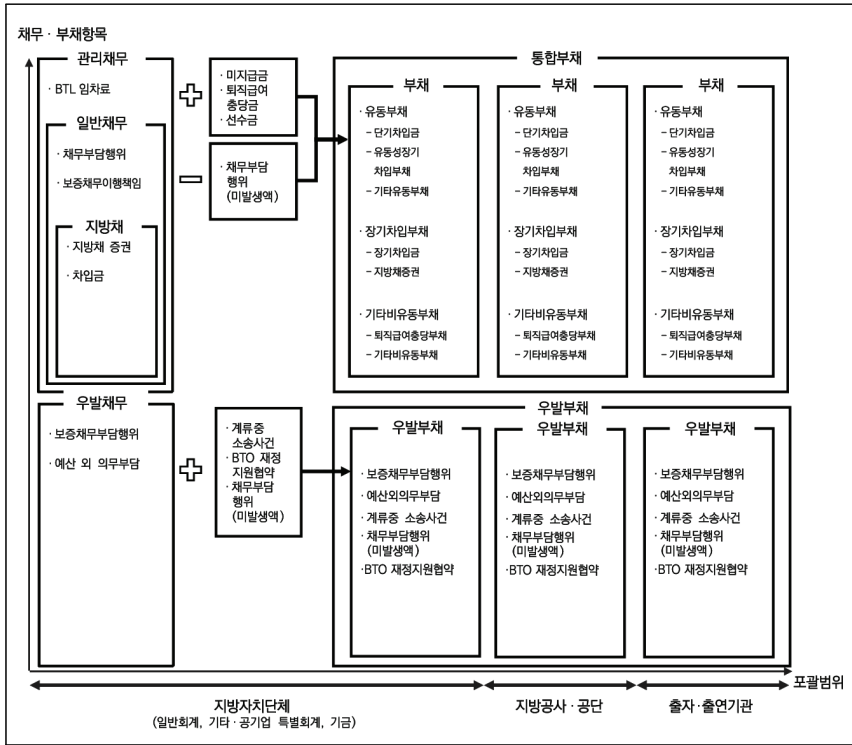 채무 · 부채항목
관리채무
· BTL 임차료
일반채무
· 채무부담행위
· 보증채무이행책임
지방채
· 지방채 증권
· 차입금
· 미지급금
· 퇴직급여
충당금
· 선수금
· 채무부담
행위
(미발생액)
통합부채
부채
· 유동부채
– 단기차입금
– 유동성장기
차입부채
– 기타유동부채
· 장기차입부채
– 장기차입금
– 지방채증권
· 기타비유동부채
– 퇴직급여충당부채
– 기타비유동부채
부채
· 유동부채
– 단기차입금
– 유동성장기
차입부채
– 기타유동부채
· 장기차입부채
– 장기차입금
– 지방채증권
· 기타비유동부채
– 퇴직급여충당부채
– 기타비유동부채
부채
· 유동부채
– 단기차입금
– 유동성장기
차입부채
– 기타유동부채
· 장기차입부채
– 장기차입금
– 지방채증권
· 기타비유동부채
– 퇴직급여충당부채
– 기타비유동부채
우발채무
· 보증채무부담행위
· 예산 외 의무부담
· 계류중
소송사건
· BTO 재정
지원협약
· 채무부담
행위
(미발생액)
우발부채
우발부채
· 보증채무부담행위
· 예산외의무부담
· 계류중 소송사건
· 채무부담행위
(미발생액)
· BTO 재정지원협약
우발부채
· 보증채무부담행위
· 예산외의무부담
· 계류중 소송사건
· 채무부담행위
(미발생액)
· BTO 재정지원협약
우발부채
· 보증채무부담행위
· 예산외의무부담
· 계류중 소송사건
· 채무부담행위
(미발생액)
· BTO 재정지원협약
포괄범위
지방자치단체
(일반회계, 기타 · 공기업 특별회계, 기금)
지방공사 · 공단
출자 · 출연기관